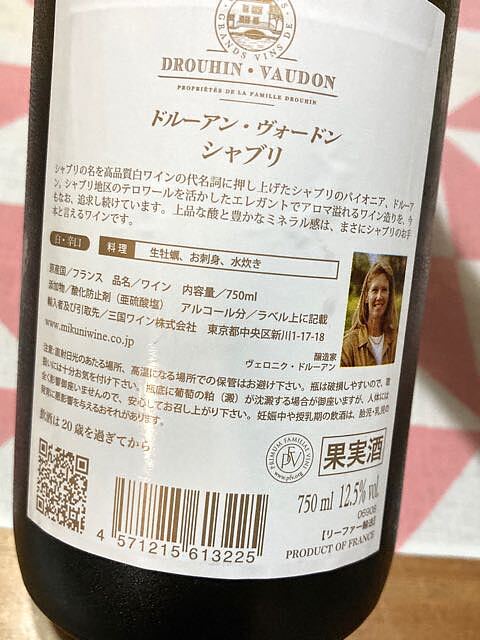 GRANDS VINS DE
DROUHIN・VAUDON
PROPRIÉTÉS DE LA FAMILLE DROUHIN
ドルーアン・ヴォードン
シャブリ
シャブリの名を高品質白ワインの代名詞に押し上げたシャブリのパイオニア、ドルーア
ン。シャブリ地区のテロワールを活かしたエレガントでアロマ溢れるワイン造りを、今
もなお、追求し続けています。上品な酸と豊かなミネラル感は、まさにシャブリのお手
本と言えるワインです。
白・辛口 料理 生牡蠣、お刺身、水炊き
原産国/フランス 品名/ワイン 内容量/750ml
添加物/酸化防止剤(亜硫酸塩) アルコール分/ラベル上に記載
輸入者及び引取先/三国ワイン株式会社 東京都中央区新川1-17-18
www.mikuniwine.co.jp
醸造家
ヴェロニク・ドルーアン
注意:直射日光のあたる場所、高温になる場所での保管はお避け下さい。瓶は破損しやすいので、取
扱いには十分お気を付け下さい。瓶底に葡萄の粕(澱)が沈澱する場合が御座いますが、人体には
全く影響御座いませんので、安心してお召し上がり下さい。妊娠中や授乳期の飲酒は、胎児・乳児の
発育に悪影響を与えるおそれがあります。
飲酒は20歳を過ぎてから
PRIMUM FAMILIÆ VINI
PFV
果実酒
750 ml 12.5% vol.
06908
【リーファー輸送】
PRODUCT OF FRANCE
4 571215 613225